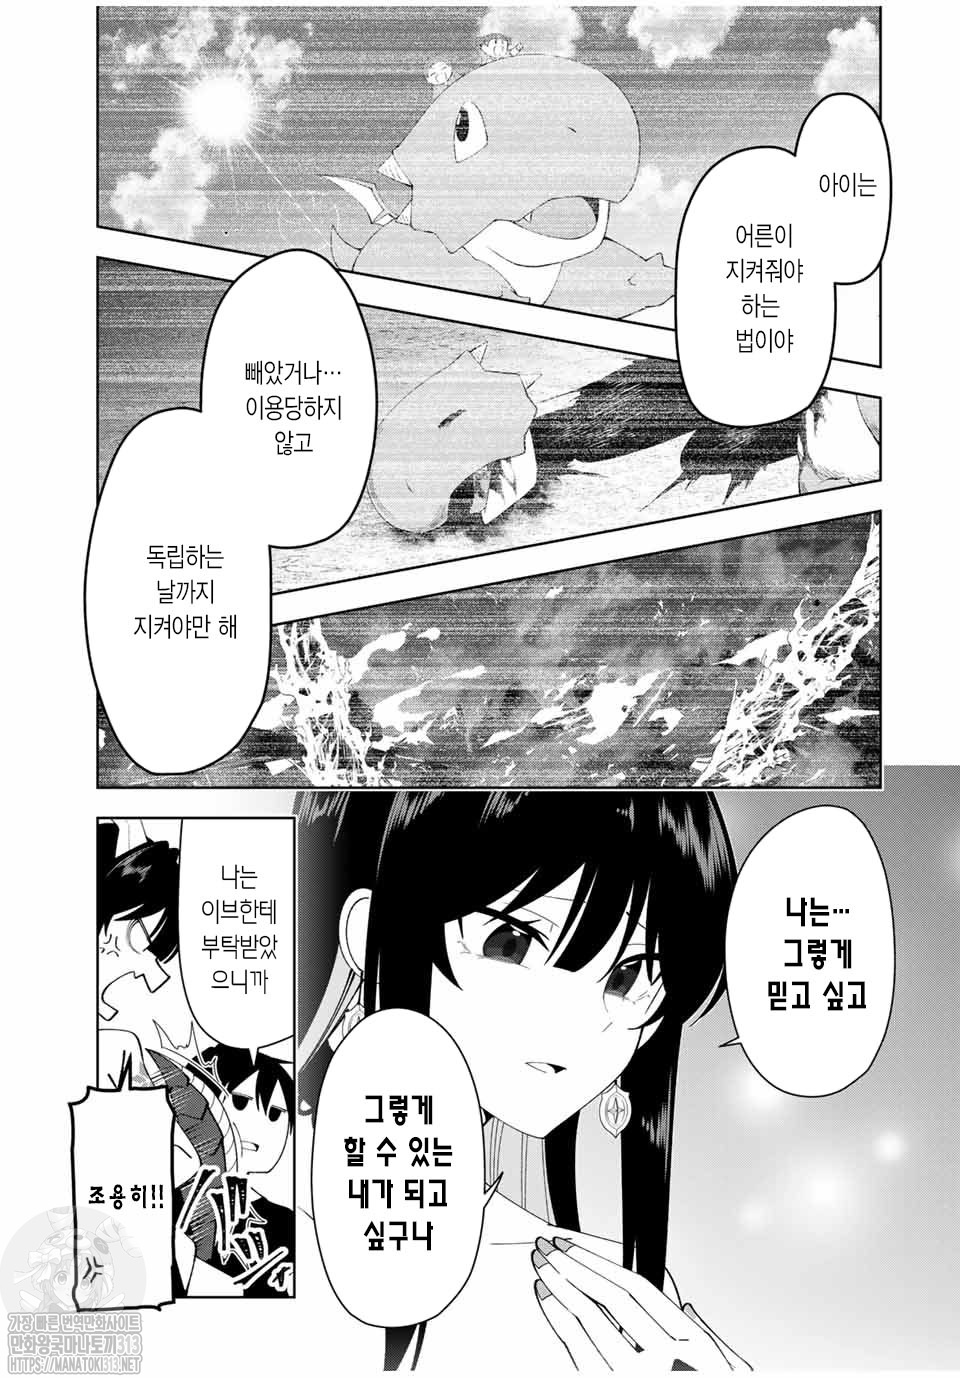 아이는
어른이
지켜줘야
하는
법이야
빼았거나…
이용당하지
않고
독립하는
날까지
지켜야만 해
나는…
그렇게
믿고 싶고
그렇게
할 수 있는
내가 되고
싶구나
나는
이브한테
부탁받았
으니까
조용히!!
가장 빠른 번역만화사이트
만화왕국마나토끼313
HTTPS://MANATOKI313.NET